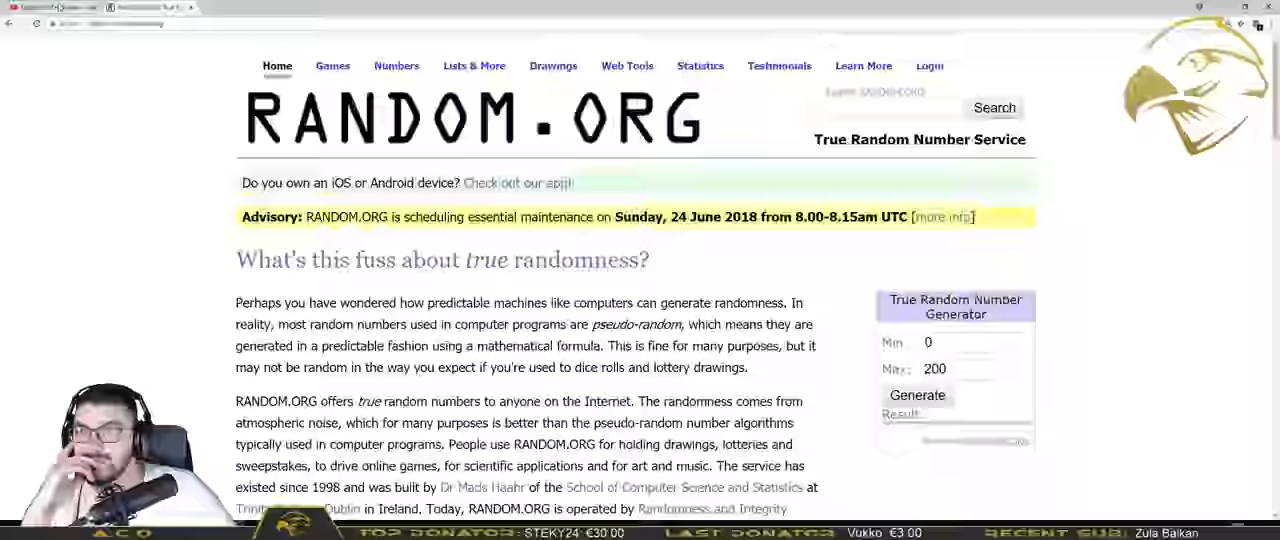 Home Games Numbers Lists & More Drawings Web Tools Statistics Testimonials Learn More Login
RANDOM.ORG
Search RANDOM.ORG
Search
True Random Number Service
Do you own an iOS or Android device? Check out our app!
Advisory: RANDOM.ORG is scheduling essential maintenance on Sunday, 24 June 2018 from 8.00-8.15am UTC [more info]
What's this fuss about true randomness?
Perhaps you have wondered how predictable machines like computers can generate randomness. In
reality, most random numbers used in computer programs are pseudo-random, which means they are
generated in a predictable fashion using a mathematical formula. This is fine for many purposes, but it
may not be random in the way you expect if you're used to dice rolls and lottery drawings.
RANDOM.ORG offers true random numbers to anyone on the Internet. The randomness comes from
atmospheric noise, which for many purposes is better than the pseudo-random number algorithms
typically used in computer programs. People use RANDOM.ORG for holding drawings, lotteries and
sweepstakes, to drive online games, for scientific applications and for art and music. The service has
existed since 1998 and was built by Dr Mads Haahr of the School of Computer Science and Statistics at
Dublin in Ireland. Today, RANDOM.ORG is operated by Randomness and Integrity
True Random Number
Generator
Min: 0
Max: 200
Generate
Result:
ACO
TOP DONATOR: STEKY24 €30.00
LAST DONATOR: Vukko €3.00
RECENT SUB: Zula Balkan